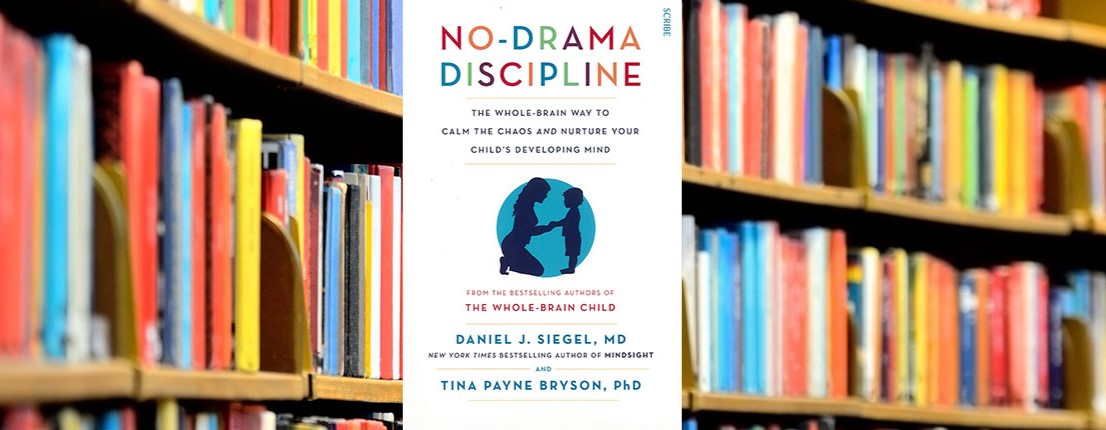 SCRIBE
NO-DRAMA
DISCIPLINE
THE WHOLE-BRAIN WAY TO
CALM THE CHAOS AND NURTURE YOUR
CHILD'S DEVELOPING MIND
FROM THE BESTSELLING AUTHORS OF
THE WHOLE-BRAIN CHILD
DANIEL J. SIEGEL, MD
NEW YORK TIMES BESTSELLING AUTHOR OF MINDSIGHT
AND
TINA PAYNE BRYSON, PhD